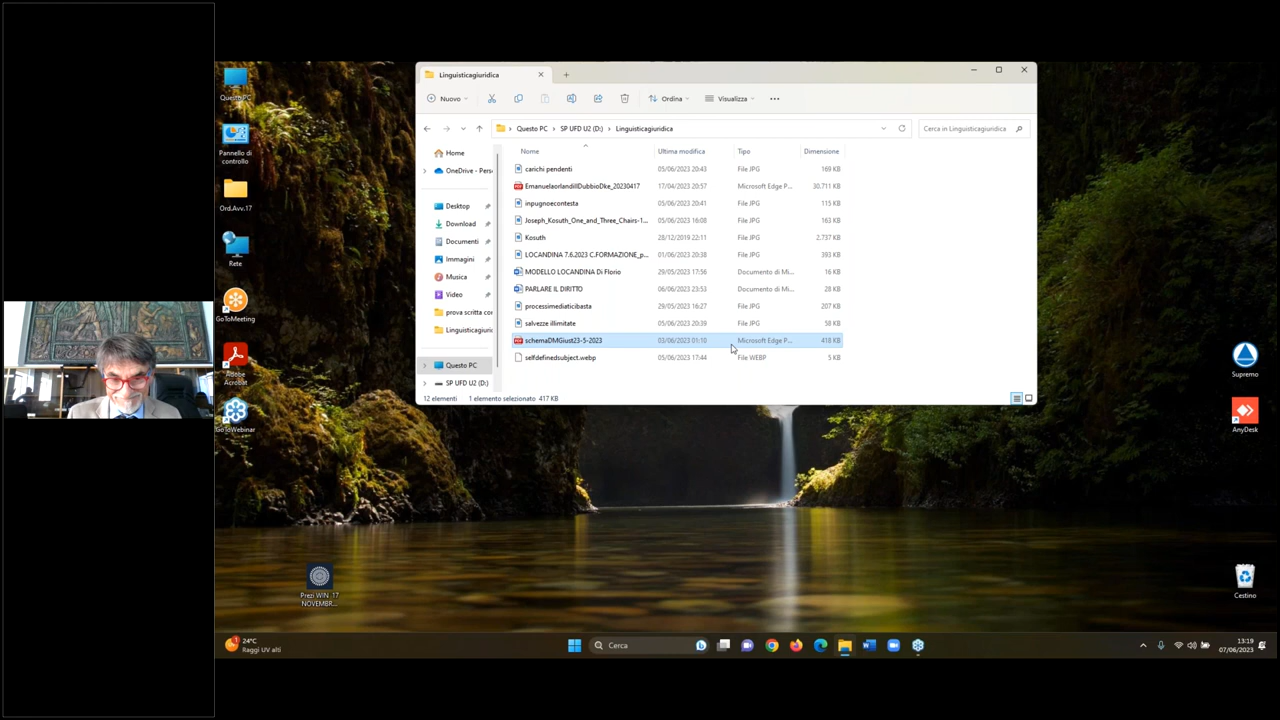 Linguisticagiuridica
Nuovo
Ordina
Visualizza
Questo PC
SP UFD U2 (D:)
Linguisticagiuridica
Cerca in Linguisticagiuridica
Nome
Ultima modifica
Tipo
Dimensione
Home
OneDrive - Pers
Desktop
Download
Documenti
Immagini
Musica
Video
prova scritta cor
Linguisticagiuric
Questo PC
SP UFD U2 (D:)
carichi pendenti 05/06/2023 20:43 File JPG 169 KB
EmanuelaorlandiIlDubbioDke_20230417 17/04/2023 20:57 Microsoft Edge P... 30.711 KB
inpugnoecontesta 05/06/2023 20:41 File JPG 115 KB
Joseph_Kosuth_One_and_Three_Chairs-1... 05/06/2023 16:08 File JPG 163 KB
Kosuth 28/12/2019 22:11 File JPG 2.737 KB
LOCANDINA 7.6.2023 C.FORMAZIONE_p... 01/06/2023 20:38 File JPG 393 KB
MODELLO LOCANDINA Di Florio 29/05/2023 17:56 Documento di Mi... 16 KB
PARLARE IL DIRITTO 06/06/2023 23:53 Documento di Mi... 28 KB
processimediaticibasta 29/05/2023 16:27 File JPG 207 KB
salvezze illimitate 05/06/2023 20:39 File JPG 58 KB
schemaDMGiust23-5-2023 03/06/2023 01:10 Microsoft Edge P... 418 KB
selfdefinedsubject.webp 05/06/2023 17:44 File WEBP 5 KB
12 elementi 1 elemento selezionato 417 KB
Questo PC
Pannello di
controllo
Ord.Avv.17
Rete
GoToMeeting
Adobe
Acrobat
GoToWebinar
Prezi WIN 17
NOVEMBR...
Supremo
AnyDesk
Cestino
1
24°C
Raggi UV alti
Cerca
13:19
07/06/2023